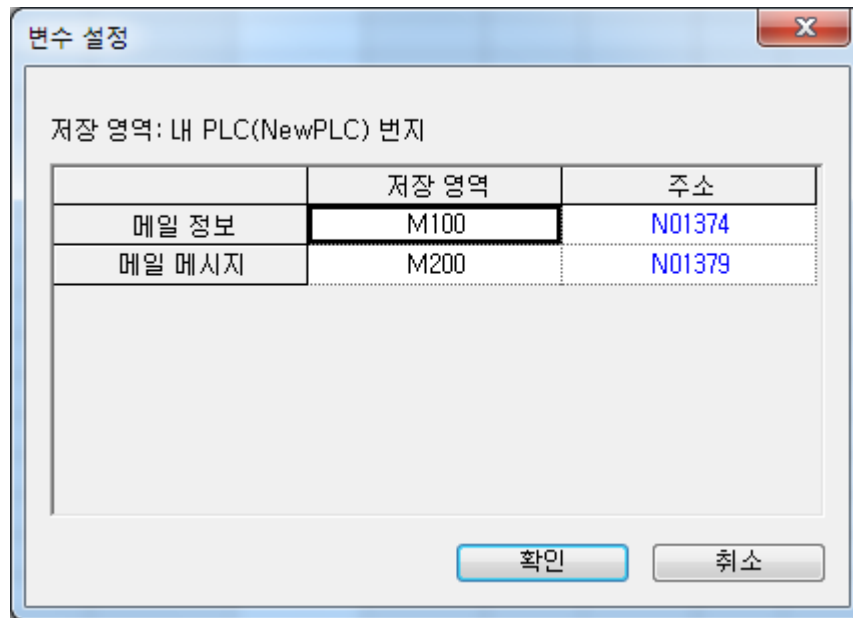 변수 설정
저장 영역: 내 PLC(NewPLC) 번지
저장 영역 주소
메일 정보 M100 N01374
메일 메시지 M200 N01379
확인 취소